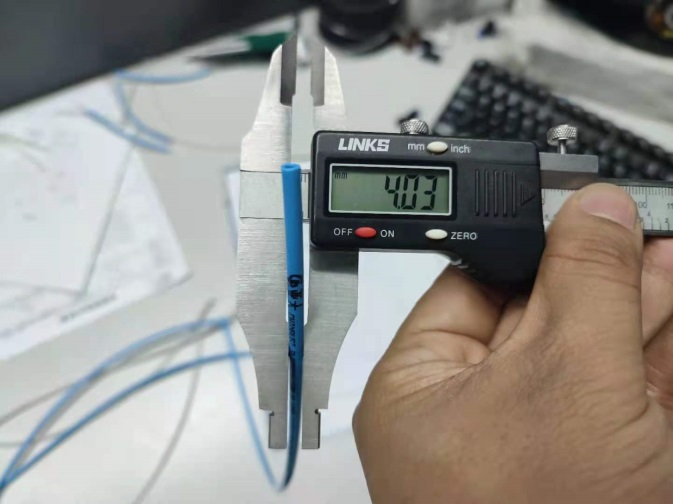 LINKS
mm inch
mm
4.03
OFF ON
ZERO